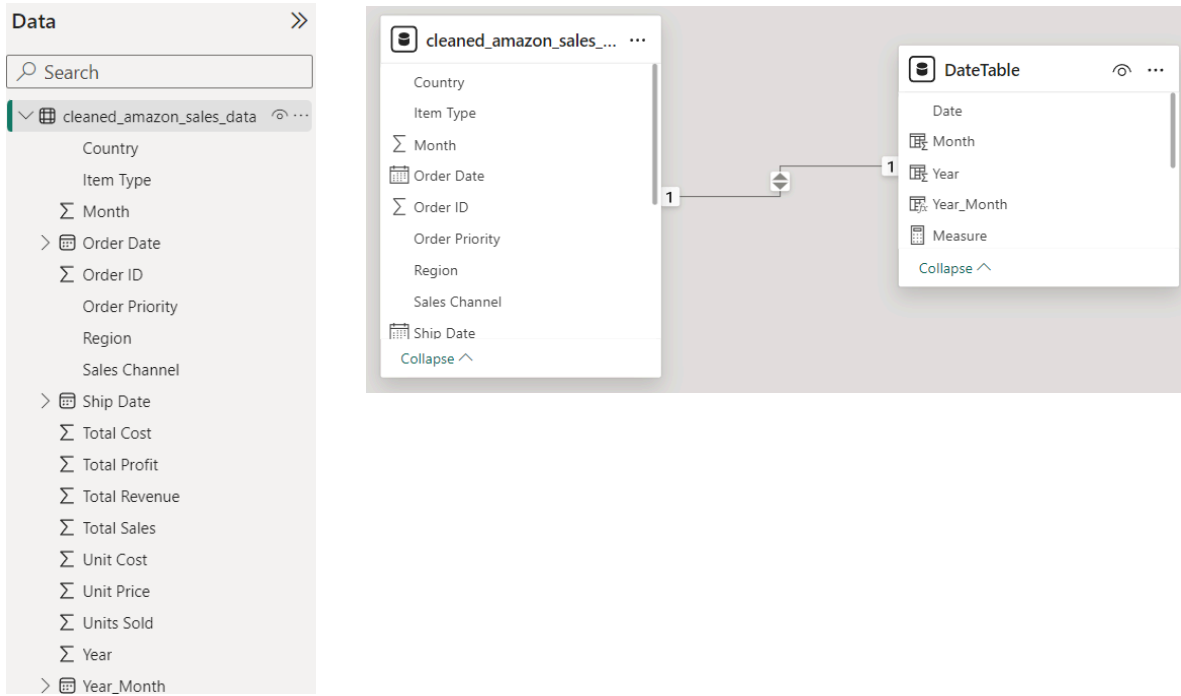 Data
Search
cleaned_amazon_sales_data
Country
Item Type
Month
Order Date
Order ID
Order Priority
Region
Sales Channel
Ship Date
Total Cost
Total Profit
Total Revenue
Total Sales
Unit Cost
Unit Price
Units Sold
Year
Year_Month
cleaned_amazon_sales_...
Country
Item Type
Month
Order Date
Order ID
Order Priority
Region
Sales Channel
Ship Date
Collapse
1
1
DateTable
Date
Month
Year
Year_Month
Measure
Collapse